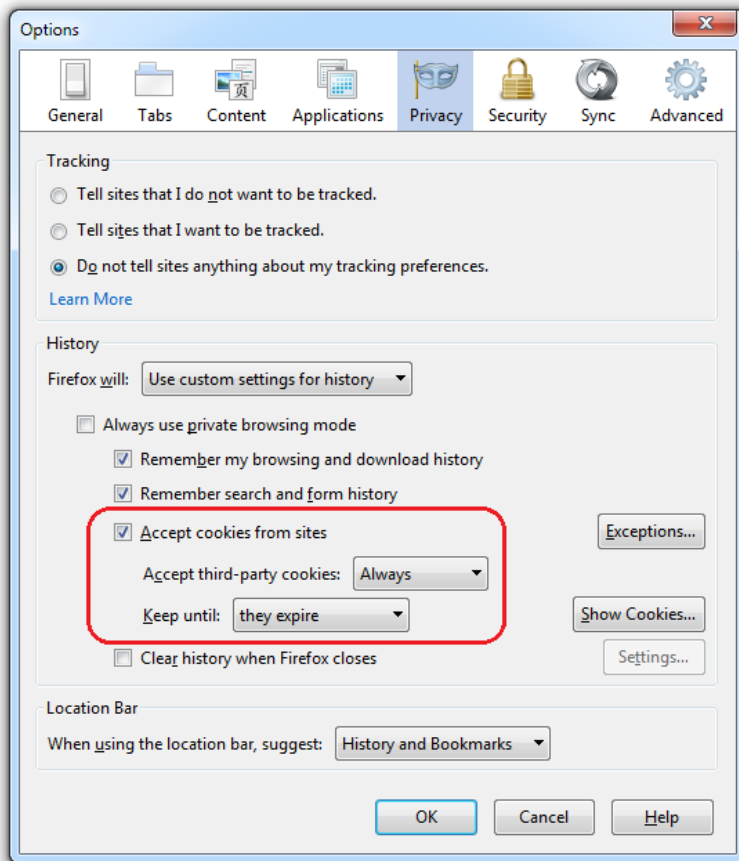 Options
General Tabs Content Applications Privacy Security Sync Advanced
Tracking
Tell sites that I do not want to be tracked.
Tell sites that I want to be tracked.
Do not tell sites anything about my tracking preferences.
Learn More
History
Firefox will: Use custom settings for history
Always use private browsing mode
Remember my browsing and download history
Remember search and form history
Accept cookies from sites Exceptions...
Accept third-party cookies: Always
Keep until: they expire Show Cookies...
Clear history when Firefox closes Settings...
Location Bar
When using the location bar, suggest: History and Bookmarks
OK Cancel Help